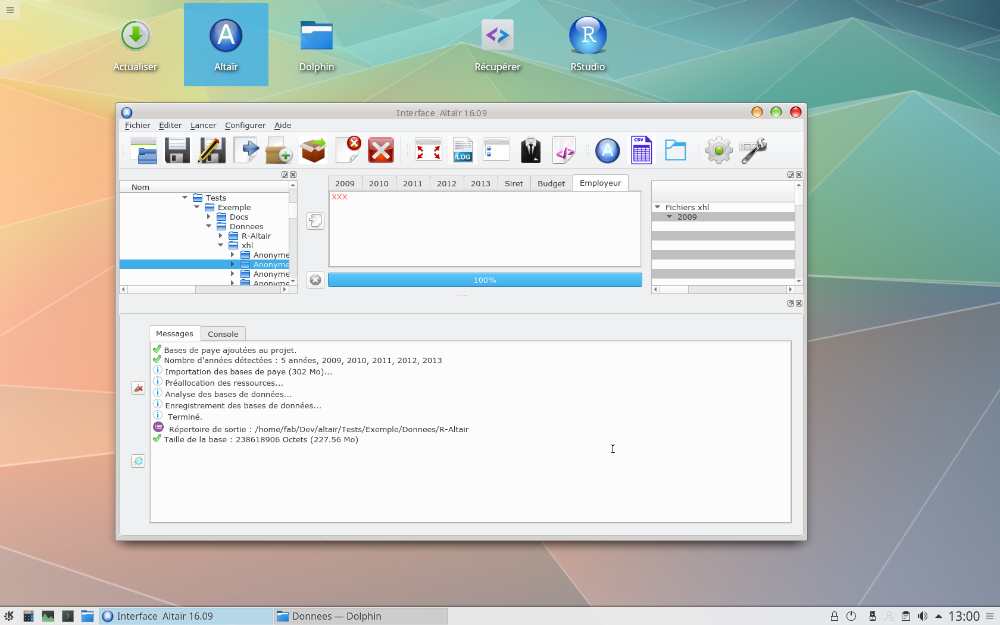 Actualiser
Altaïr
Dolphin
Récupérer
R
RStudio
Interface Altaïr 16.09
Fichier Editer Lancer Configurer Aide
LOG
A
CSV
Nom
Tests
Exemple
Docs
Donnees
R-Altair
xhl
Anonyme
Anonyme
Anonyme
Anonyme
2009 2010 2011 2012 2013 Siret Budget Employeur
XXX
100%
Fichiers xhl
2009
Messages Console
Bases de paye ajoutées au projet.
Nombre d'années détectées : 5 années, 2009, 2010, 2011, 2012, 2013
Importation des bases de paye (302 Mo)...
Préallocation des ressources...
Analyse des bases de données...
Enregistrement des bases de données...
Terminé.
Répertoire de sortie : /home/fab/Dev/altair/Tests/Exemple/Donnees/R-Altair
Taille de la base : 238618906 Octets (227.56 Mo)
Interface Altaïr 16.09
Donnees — Dolphin
13:00